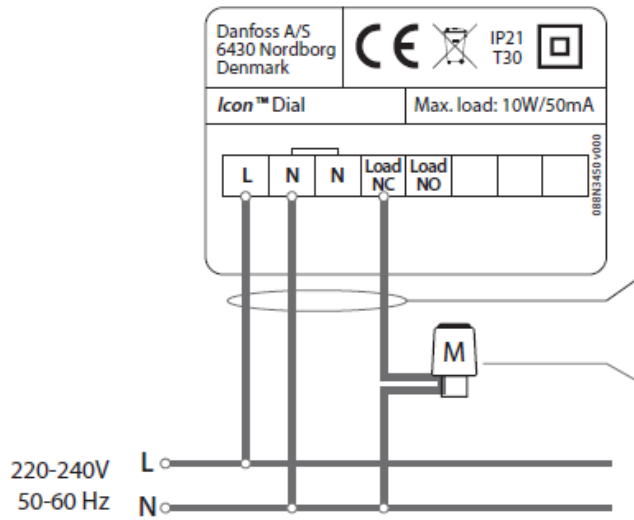 Danfoss A/S
6430 Nordborg
Denmark
CE
IP21
T30
Icon™ Dial
Max. load: 10W/50mA
L
N
N
Load NC
Load NO
088N3450 v000
M
220-240V
50-60 Hz
L
N